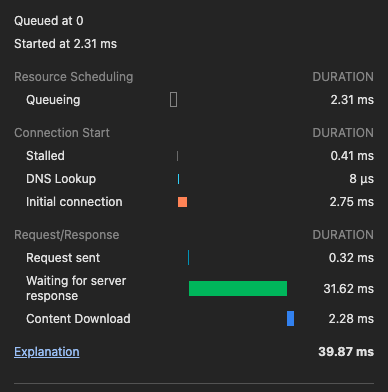 Queued at 0
Started at 2.31 ms
Resource Scheduling DURATION
Queueing 2.31 ms
Connection Start DURATION
Stalled 0.41 ms
DNS Lookup 8 μs
Initial connection 2.75 ms
Request/Response DURATION
Request sent 0.32 ms
Waiting for server
response 31.62 ms
Content Download 2.28 ms
Explanation 39.87 ms